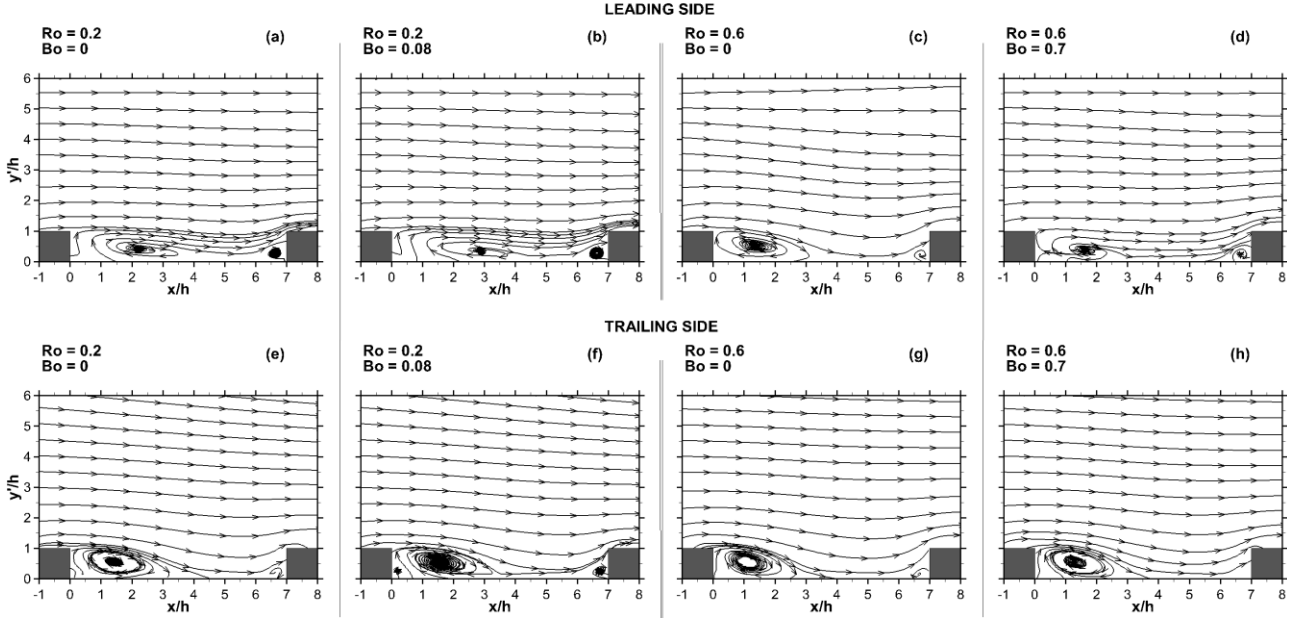 LEADING SIDE
Ro = 0.2
Bo = 0
(a)
Ro = 0.2
Bo = 0.08
(b)
Ro = 0.6
Bo = 0
(c)
Ro = 0.6
Bo = 0.7
(d)
6
5
4
3
2
1
0
y'/h
-1 0 1 2 3 4 5 6 7 8
x/h
-1 0 1 2 3 4 5 6 7 8
x/h
-1 0 1 2 3 4 5 6 7 8
x/h
-1 0 1 2 3 4 5 6 7 8
x/h
TRAILING SIDE
Ro = 0.2
Bo = 0
(e)
Ro = 0.2
Bo = 0.08
(f)
Ro = 0.6
Bo = 0
(g)
Ro = 0.6
Bo = 0.7
(h)
6
5
4
3
2
1
0
y'/h
-1 0 1 2 3 4 5 6 7 8
x/h
-1 0 1 2 3 4 5 6 7 8
x/h
-1 0 1 2 3 4 5 6 7 8
x/h
-1 0 1 2 3 4 5 6 7 8
x/h